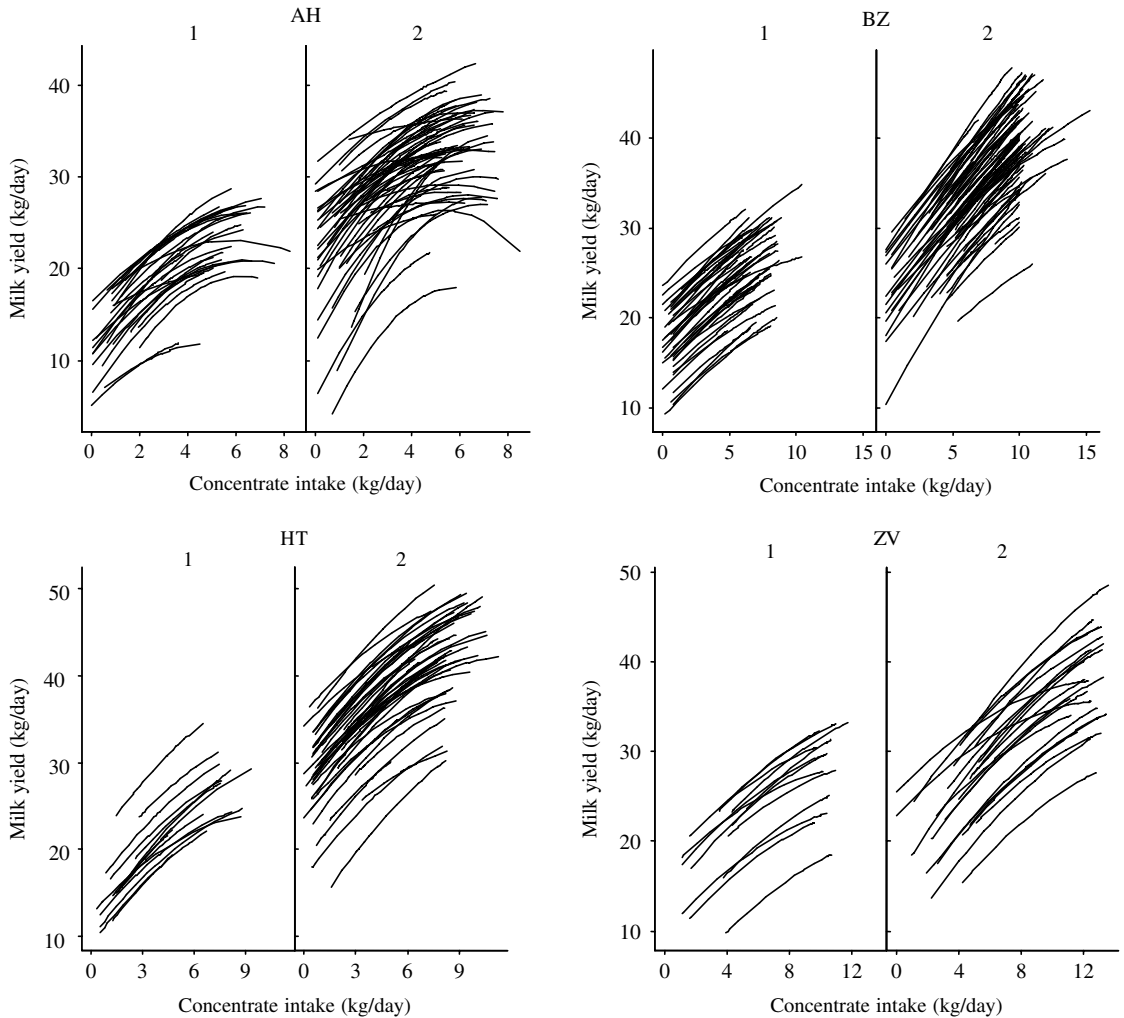 AH
1 2
40
30
20
10
Milk yield (kg/day)
0 2 4 6 8 0 2 4 6 8
Concentrate intake (kg/day)
BZ
1 2
40
30
20
10
Milk yield (kg/day)
0 5 10 15 0 5 10 15
Concentrate intake (kg/day)
HT
1 2
50
40
30
20
10
Milk yield (kg/day)
0 3 6 9 0 3 6 9
Concentrate intake (kg/day)
ZV
1 2
50
40
30
20
10
Milk yield (kg/day)
0 4 8 12 0 4 8 12
Concentrate intake (kg/day)